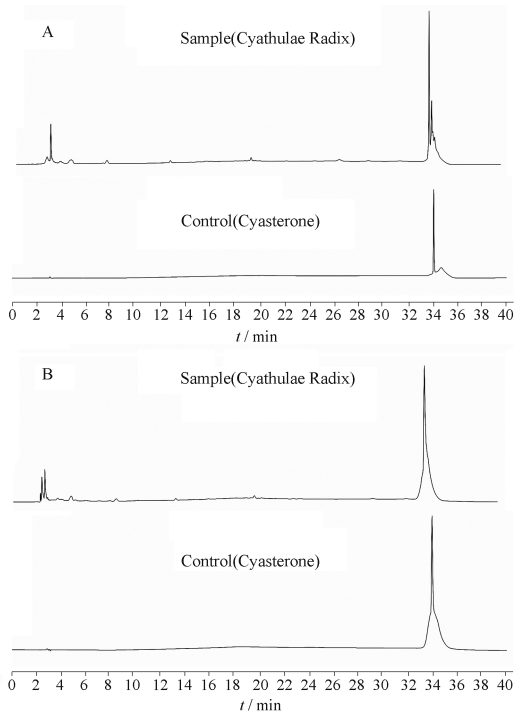 A
Sample(Cyathulae Radix)
Control(Cyasterone)
0 2 4 6 8 10 12 14 16 18 20 22 24 26 28 30 32 34 36 38 40
t / min
B
Sample(Cyathulae Radix)
Control(Cyasterone)
0 2 4 6 8 10 12 14 16 18 20 22 24 26 28 30 32 34 36 38 40
t / min